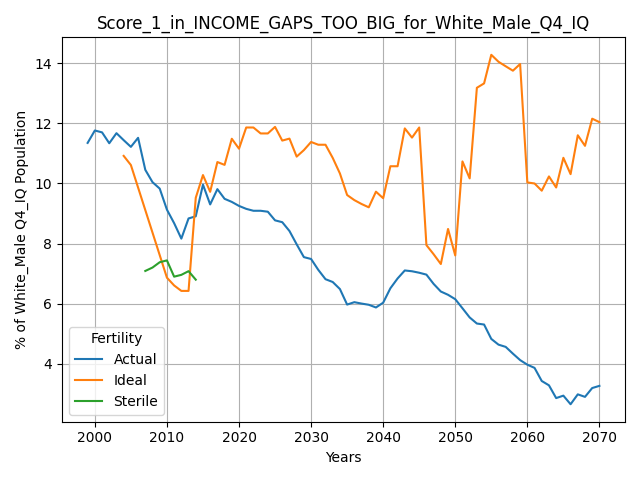 Score_1_in_INCOME_GAPS_TOO_BIG_for_White_Male_Q4_IQ
% of White_Male Q4_IQ Population
14
12
10
8
6
4
Fertility
Actual
Ideal
Sterile
2000 2010 2020 2030 2040 2050 2060 2070
Years